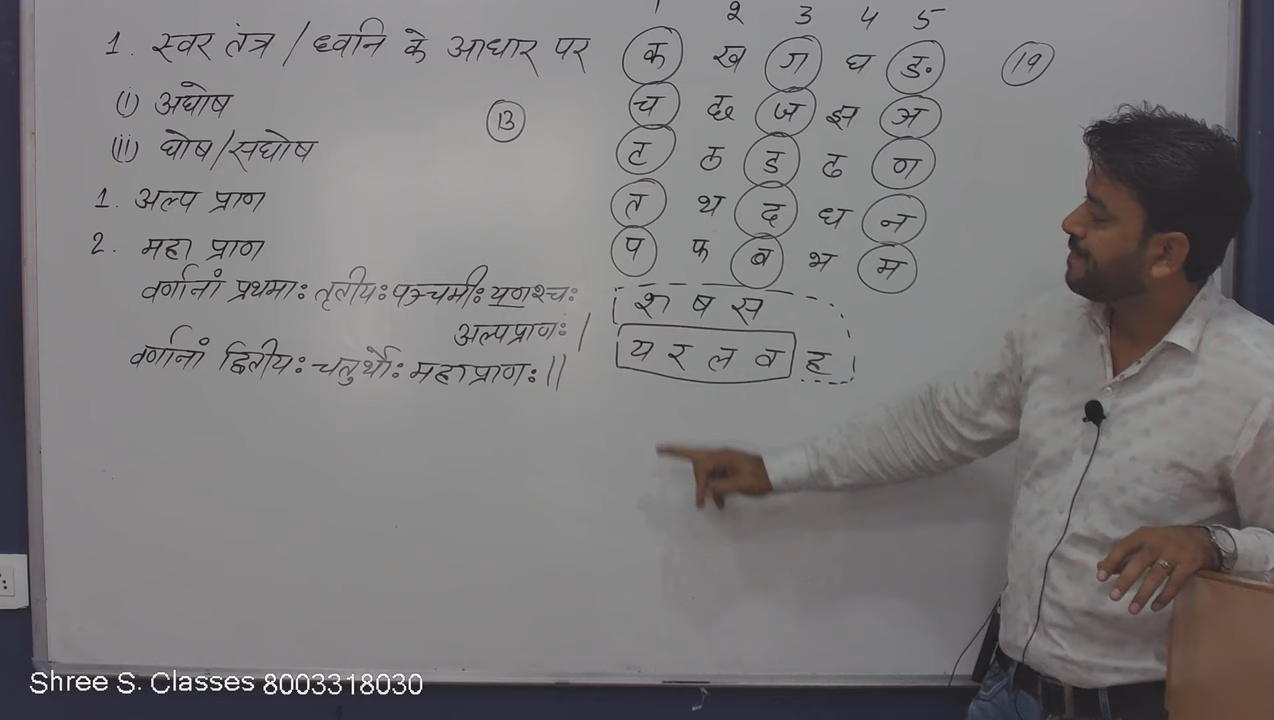 1 2 3 4 5
1. स्वर तंत्र / ध्वनि के आधार पर
(i) अघोष
(ii) घोष/सघोष
13
1. अल्प प्राण
2. महा प्राण
वर्णानां प्रथमाः तृतीयः पञ्चमीः यणश्चः
अल्पप्राणः।
वर्णानां द्वितीयः चतुर्थोः महाप्राणः॥
क ख ग घ ङ
19
च छ ज झ ञ
ट ठ ड ढ ण
त थ द ध न
प फ ब भ म
श ष स
य र ल व ह
Shree S. Classes 8003318030